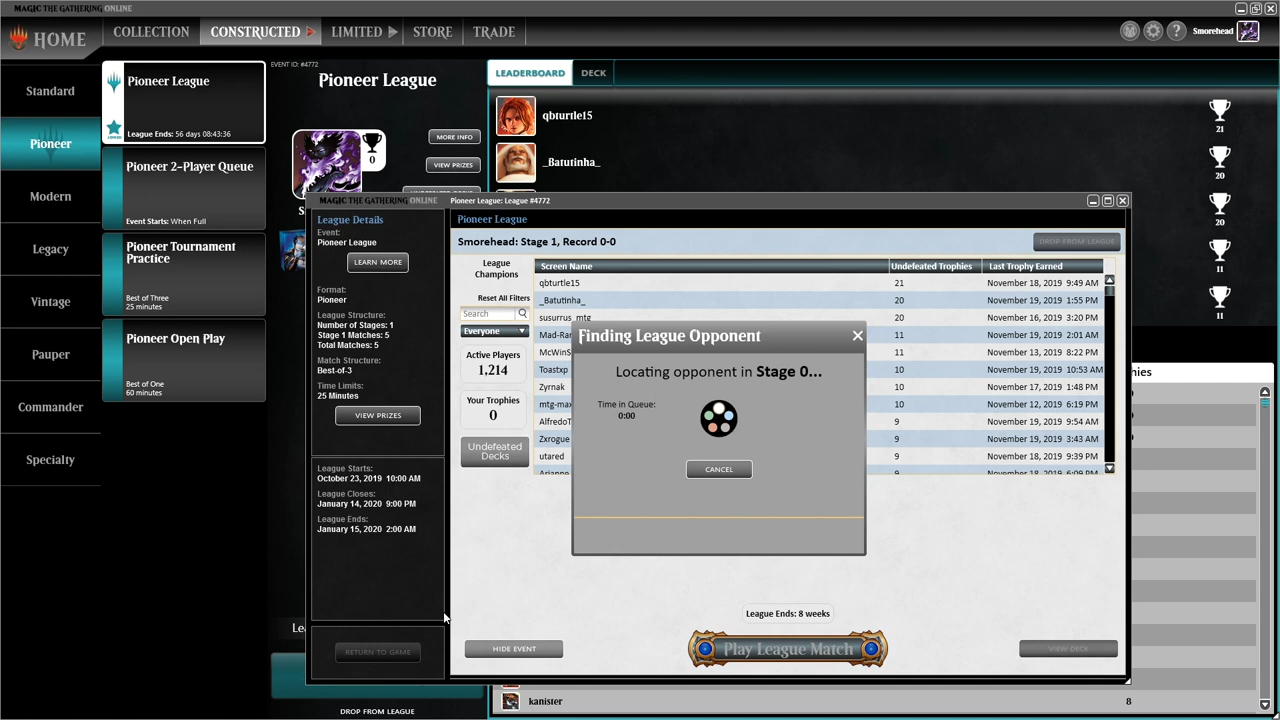 MAGIC THE GATHERING ONLINE
HOME
COLLECTION
CONSTRUCTED
LIMITED
STORE
TRADE
?
Smorehead
Standard
Pioneer
Modern
Legacy
Vintage
Pauper
Commander
Specialty
Pioneer League
JOINED
League Ends: 56 days 08:43:36
Pioneer 2-Player Queue
Event Starts: When Full
Pioneer Tournament
Practice
Best of Three
25 minutes
Pioneer Open Play
Best of One
60 minutes
EVENT ID: #4772
Pioneer League
0
MORE INFO
VIEW PRIZES
LEADERBOARD
DECK
qbturtle15
21
_Batutinha_
20
20
11
11
MAGIC THE GATHERING ONLINE
Pioneer League: League #4772
League Details
Event:
Pioneer League
LEARN MORE
Format:
Pioneer
League Structure:
Number of Stages: 1
Stage 1 Matches: 5
Total Matches: 5
Match Structure:
Best-of-3
Time Limits:
25 Minutes
VIEW PRIZES
League Starts:
October 23, 2019 10:00 AM
League Closes:
January 14, 2020 9:00 PM
League Ends:
January 15, 2020 2:00 AM
RETURN TO GAME
Pioneer League
Smorehead: Stage 1, Record 0-0
DROP FROM LEAGUE
League
Champions
Reset All Filters
Search
Everyone
Active Players
1,214
Your Trophies
0
Undefeated
Decks
Screen Name Undefeated Trophies Last Trophy Earned
qbturtle15 21 November 18, 2019 9:49 AM
_Batutinha_ 20 November 19, 2019 1:55 PM
susurrus_mtg 20 November 16, 2019 3:20 PM
Mad-Ran 11 November 19, 2019 2:01 AM
McWinS 11 November 13, 2019 8:22 PM
Toastxp 10 November 19, 2019 10:53 AM
Zyrnak 10 November 17, 2019 1:48 PM
mtg-max 10 November 12, 2019 6:19 PM
AlfredoT 9 November 19, 2019 9:54 AM
Zxrogue 9 November 19, 2019 3:43 AM
utared 9 November 18, 2019 9:39 PM
9 November 18, 2019 6:09 PM
Finding League Opponent
Locating opponent in Stage 0...
Time in Queue:
0:00
CANCEL
League Ends: 8 weeks
HIDE EVENT
Play League Match
VIEW DECK
kanister 8
DROP FROM LEAGUE